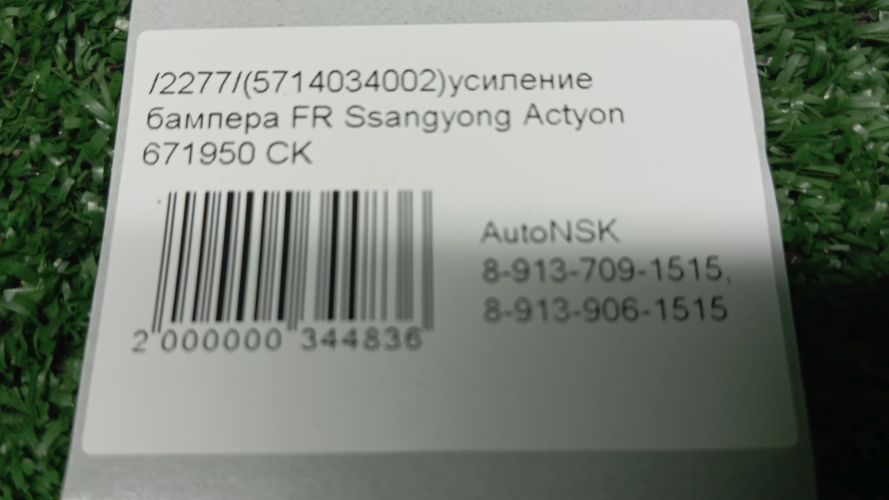 /2277/(5714034002)усиление
бампера FR Ssangyong Actyon
671950 CK
AutoNSK
8-913-709-1515,
8-913-906-1515
2 000000 344836